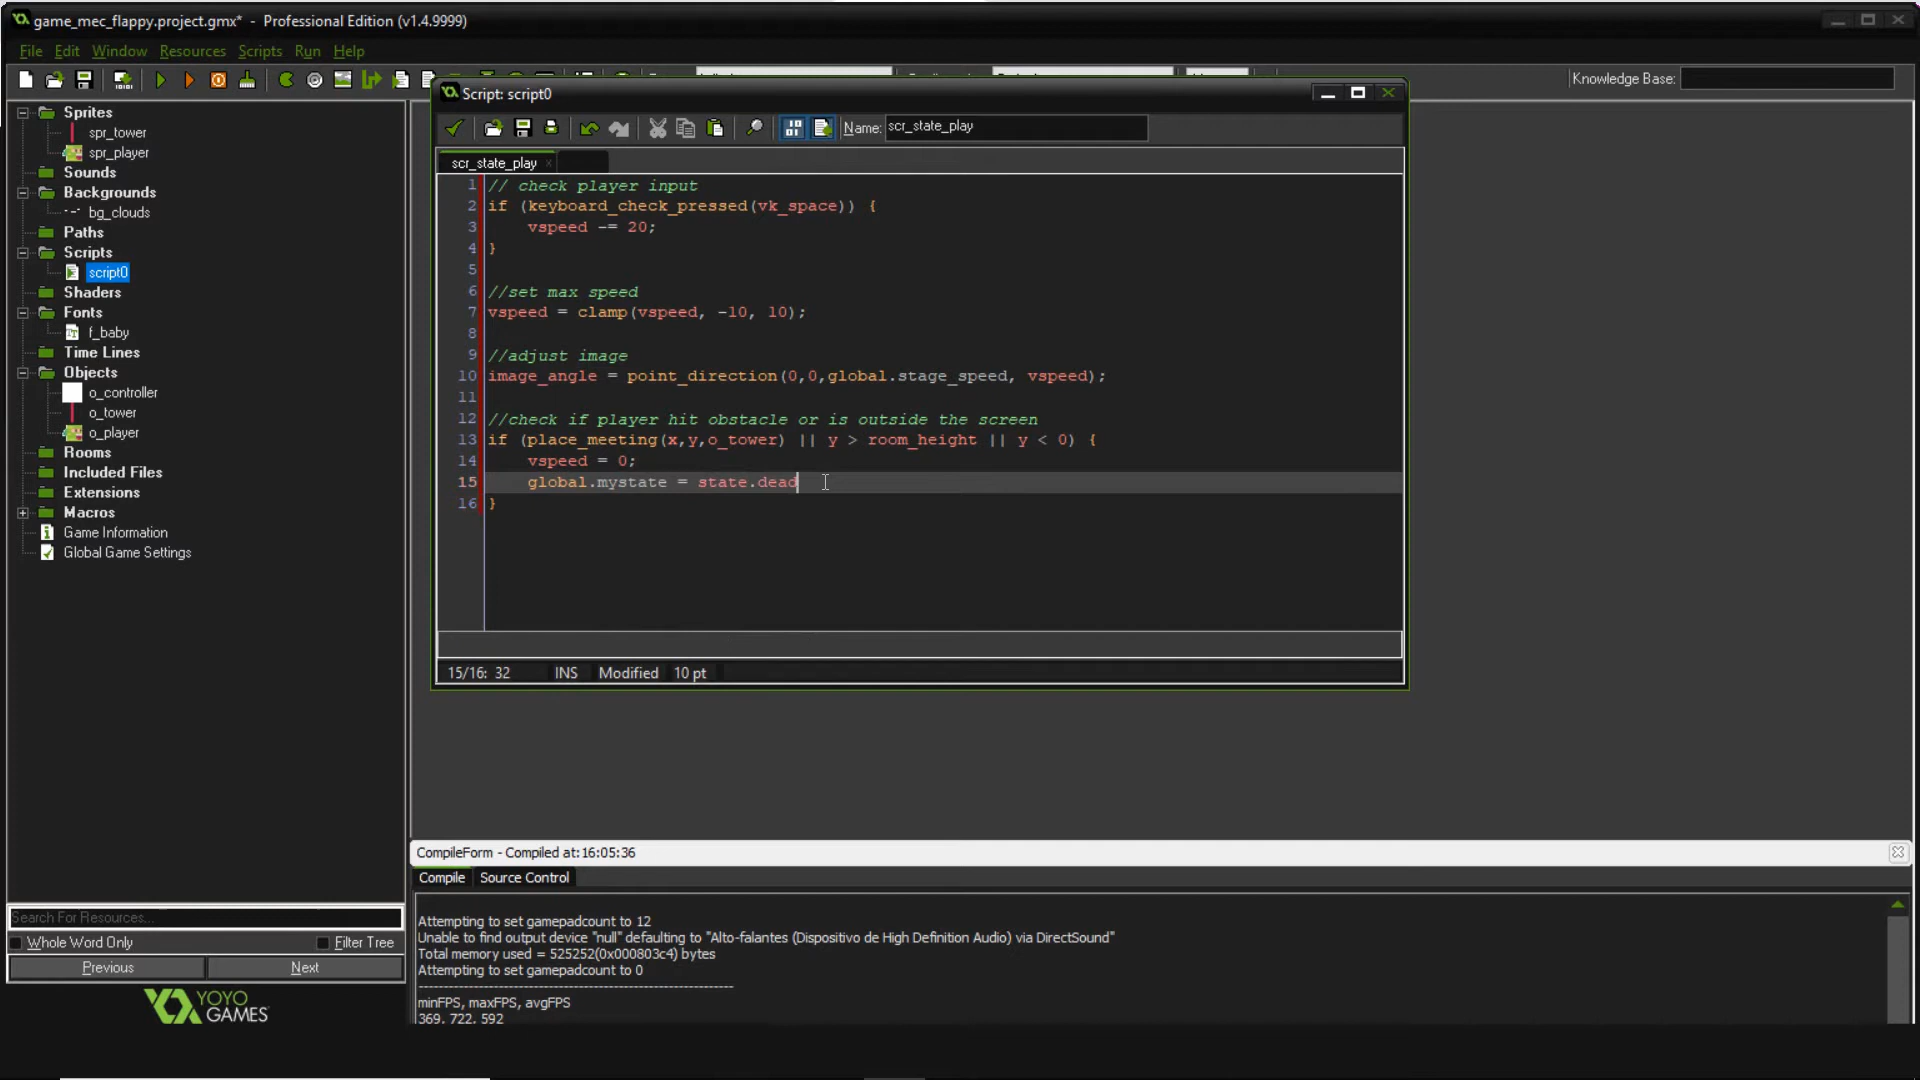 game_mec_flappy.project.gmx* - Professional Edition (v1.4.9999)
File Edit Window Resources Scripts Run Help
Knowledge Base:
Sprites
spr_tower
spr_player
Sounds
Backgrounds
bg_clouds
Paths
Scripts
script0
Shaders
Fonts
f_baby
Time Lines
Objects
o_controller
o_tower
o_player
Rooms
Included Files
Extensions
Macros
Game Information
Global Game Settings
Search For Resources...
Whole Word Only Filter Tree
Previous Next
YOYO
GAMES
Script: script0
Name: scr_state_play
scr_state_play x
1 // check player input
2 if (keyboard_check_pressed(vk_space)) {
3 vspeed -= 20;
4 }
5
6 //set max speed
7 vspeed = clamp(vspeed, -10, 10);
8
9 //adjust image
10 image_angle = point_direction(0,0,global.stage_speed, vspeed);
11
12 //check if player hit obstacle or is outside the screen
13 if (place_meeting(x,y,o_tower) || y > room_height || y < 0) {
14 vspeed = 0;
15 global.mystate = state.dead
16 }
15/16: 32 INS Modified 10 pt
CompileForm - Compiled at:16:05:36
Compile Source Control
Attempting to set gamepadcount to 12
Unable to find output device "null" defaulting to "Alto-falantes (Dispositivo de High Definition Audio) via DirectSound"
Total memory used = 525252(0x000803c4) bytes
Attempting to set gamepadcount to 0
----------------------------------------------------------------
minFPS, maxFPS, avgFPS
369, 722, 592